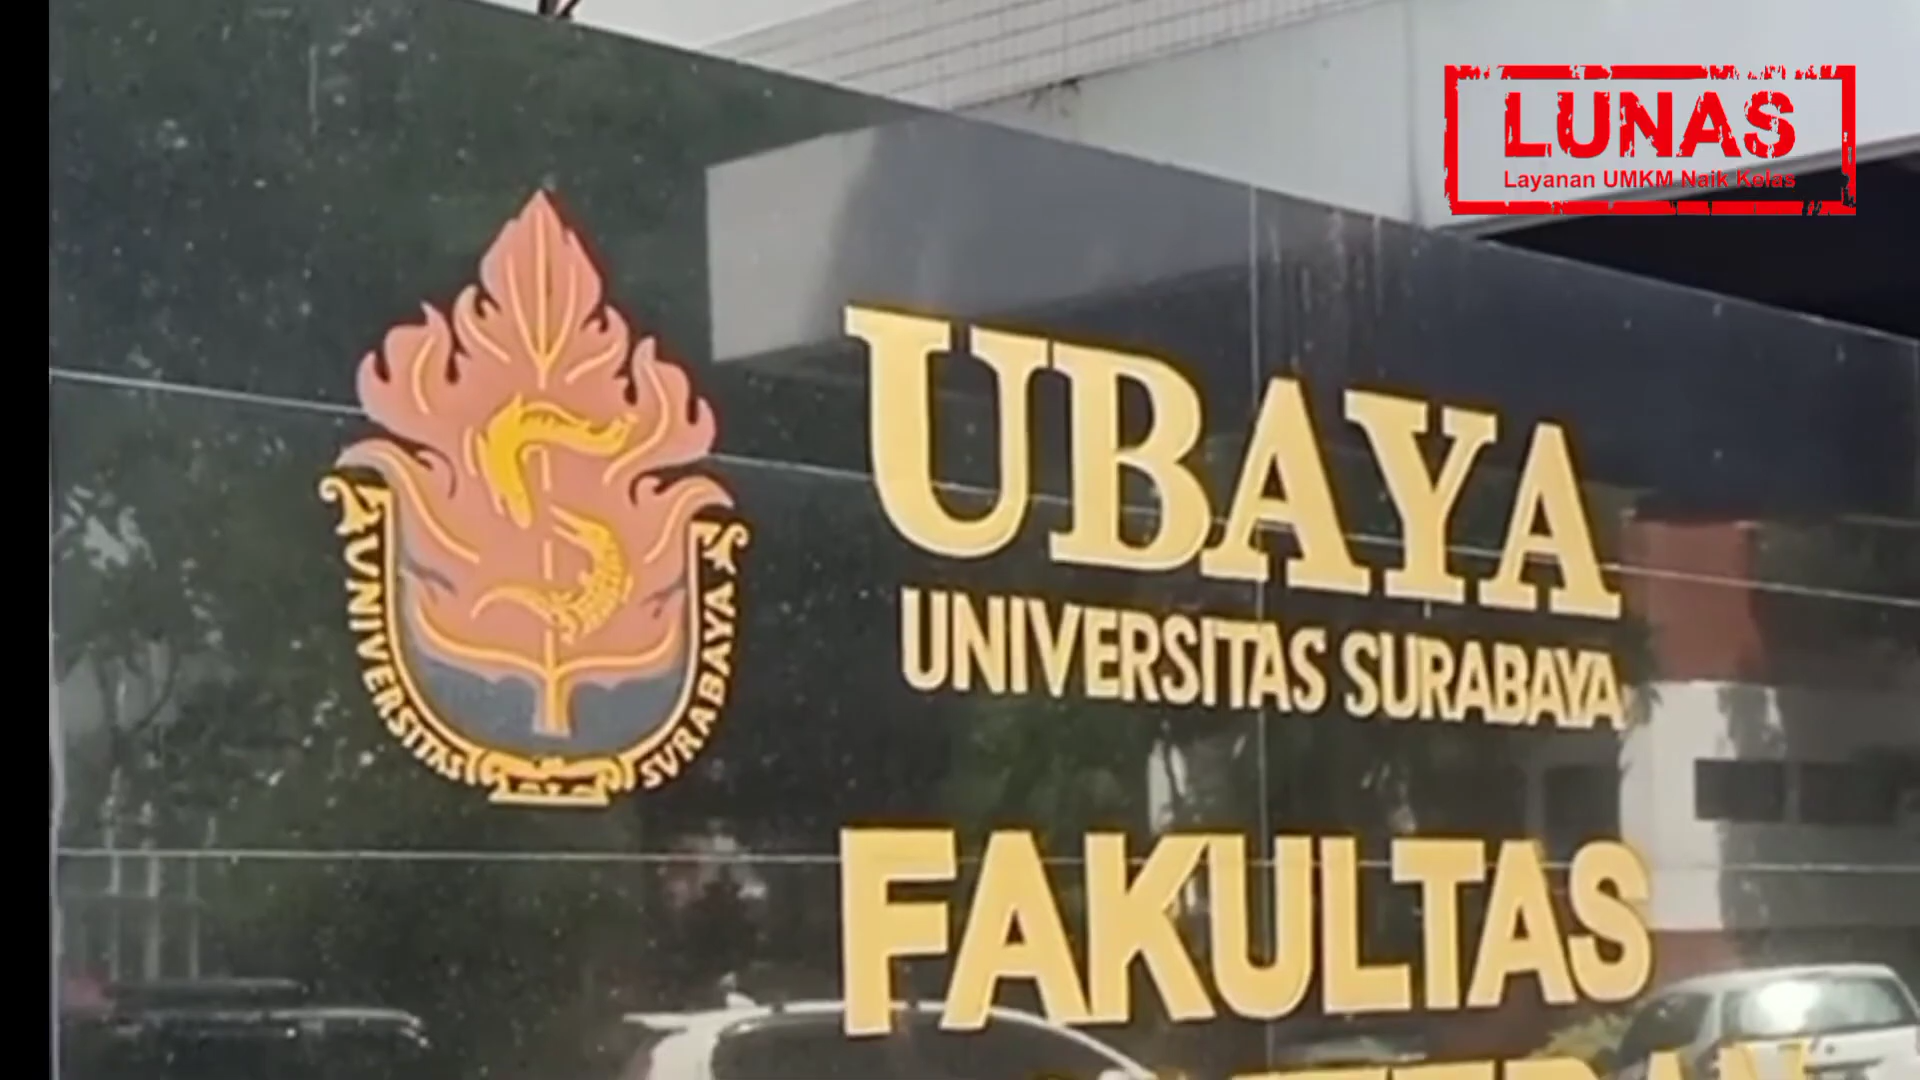 LUNAS
Layanan UMKM Naik Kelas
UBAYA
UNIVERSITAS SURABAYA
UNIVERSITAS SURABAYA
FAKULTAS